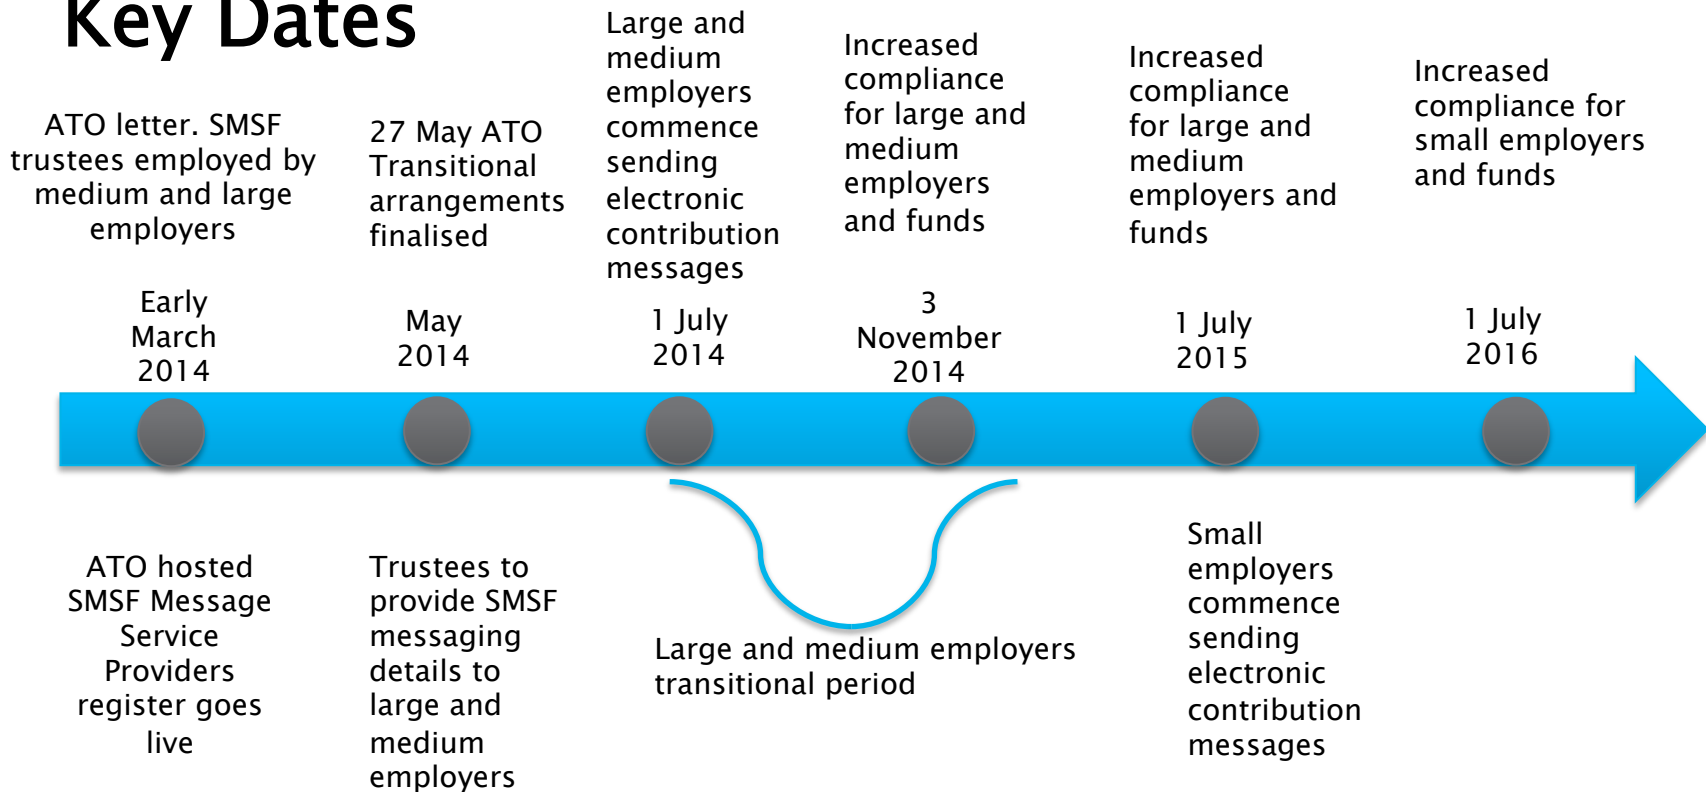 Key Dates
ATO letter. SMSF
trustees employed by
medium and large
employers
27 May ATO
Transitional
arrangements
finalised
Large and
medium
employers
commence
sending
electronic
contribution
messages
Increased
compliance
for large and
medium
employers
and funds
Increased
compliance
for large and
medium
employers and
funds
Increased
compliance for
small employers
and funds
Early
March
2014
May
2014
1 July
2014
3
November
2014
1 July
2015
1 July
2016
ATO hosted
SMSF Message
Service
Providers
register goes
live
Trustees to
provide SMSF
messaging
details to
large and
medium
employers
Large and medium employers
transitional period
Small
employers
commence
sending
electronic
contribution
messages